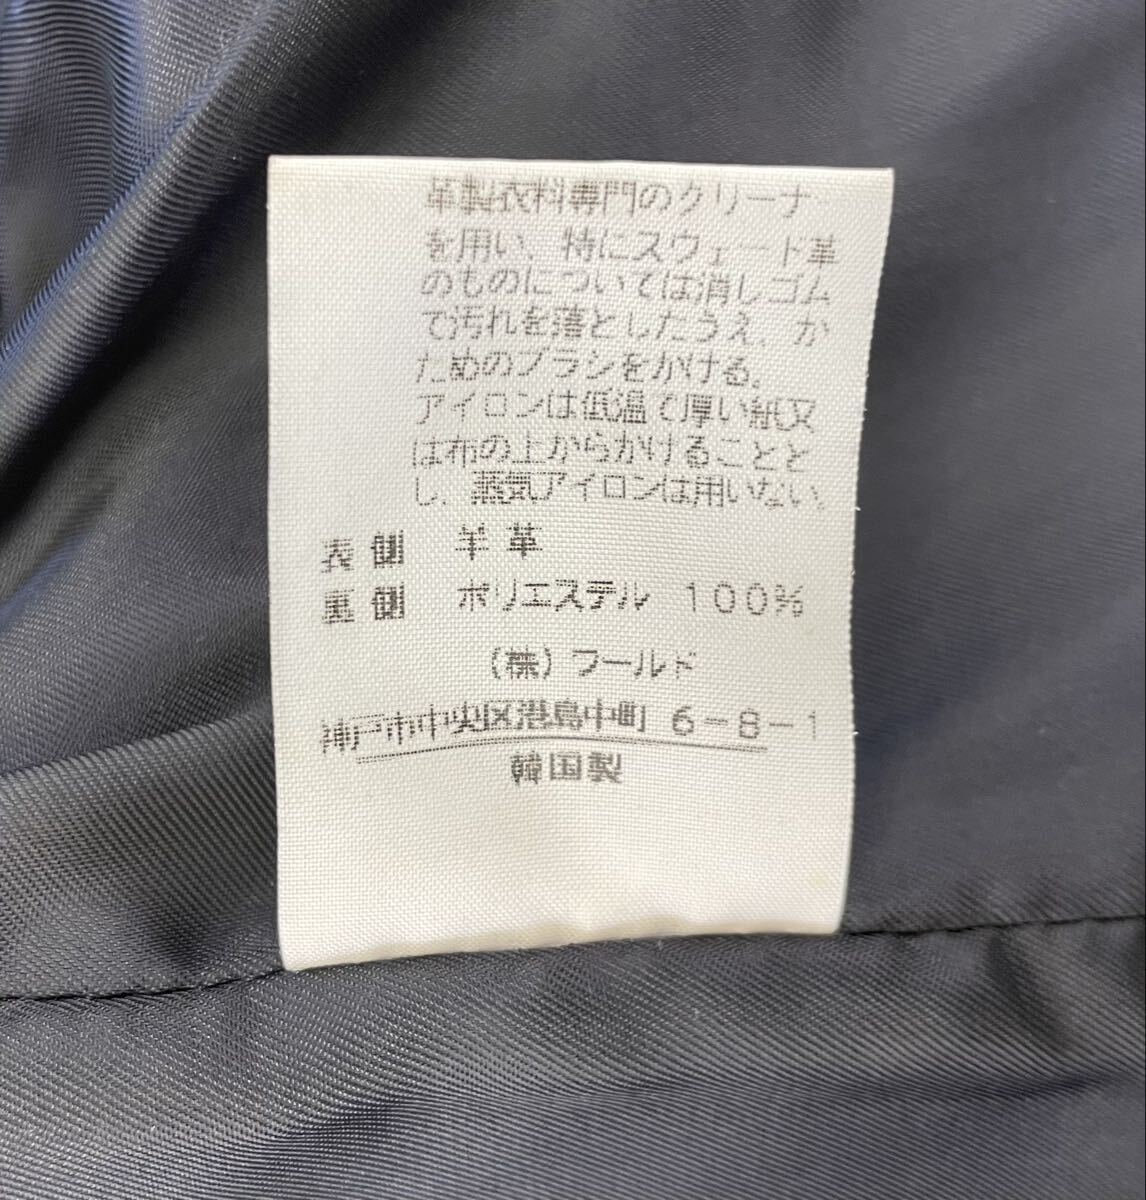 革製衣料専門のクリーナー
を用い、特にスウェード革
のものについては消しゴム
で汚れを落としたうえ、か
ためのブラシをかける。
アイロンは低温で厚い紙又
は布の上からかけることと
し、蒸気アイロンは用いない。
表側 羊革
裏側 ポリエステル 100%
(株)ワールド
神戸市中央区港島中町6-8-1
韓国製